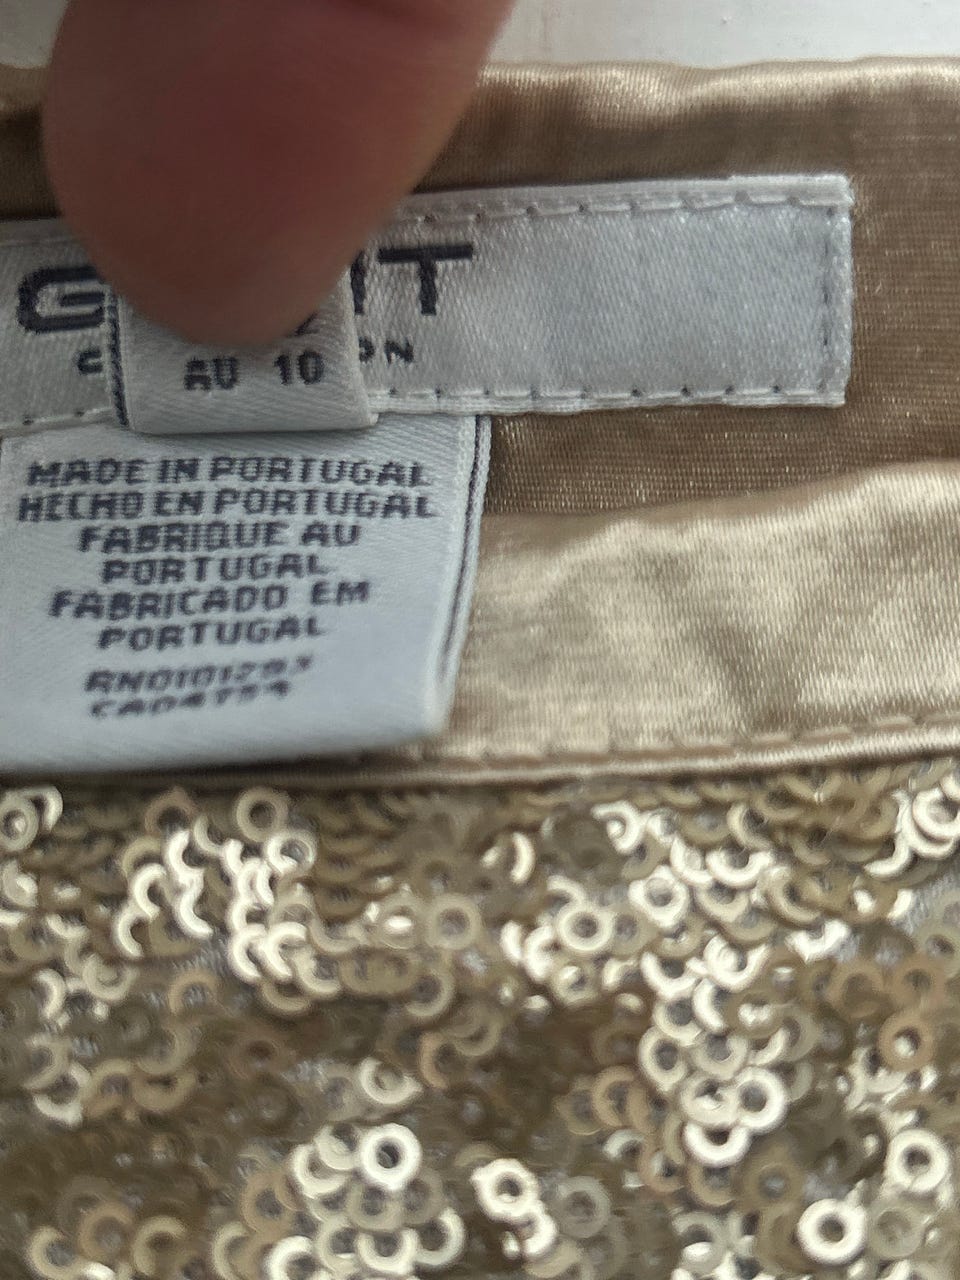 AU 10
MADE IN PORTUGAL
HECHO EN PORTUGAL
FABRIQUE AU
PORTUGAL
FABRICADO EM
PORTUGAL